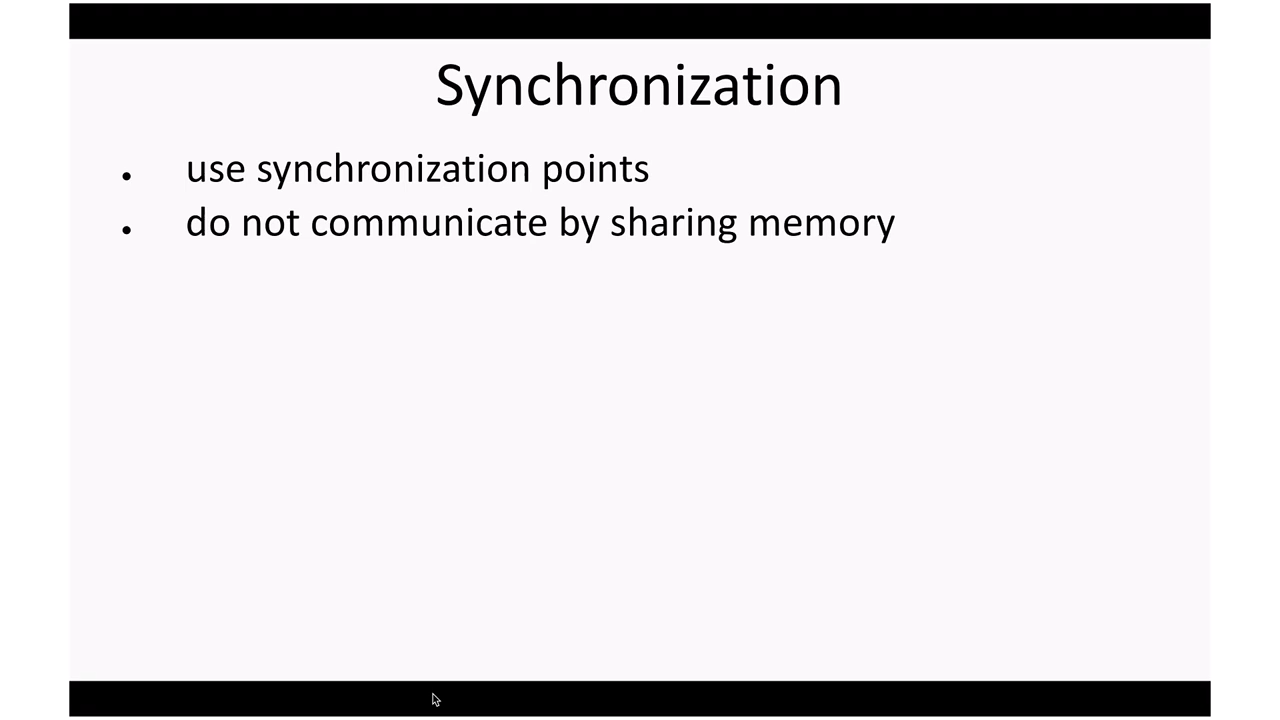 Synchronization
• use synchronization points
• do not communicate by sharing memory